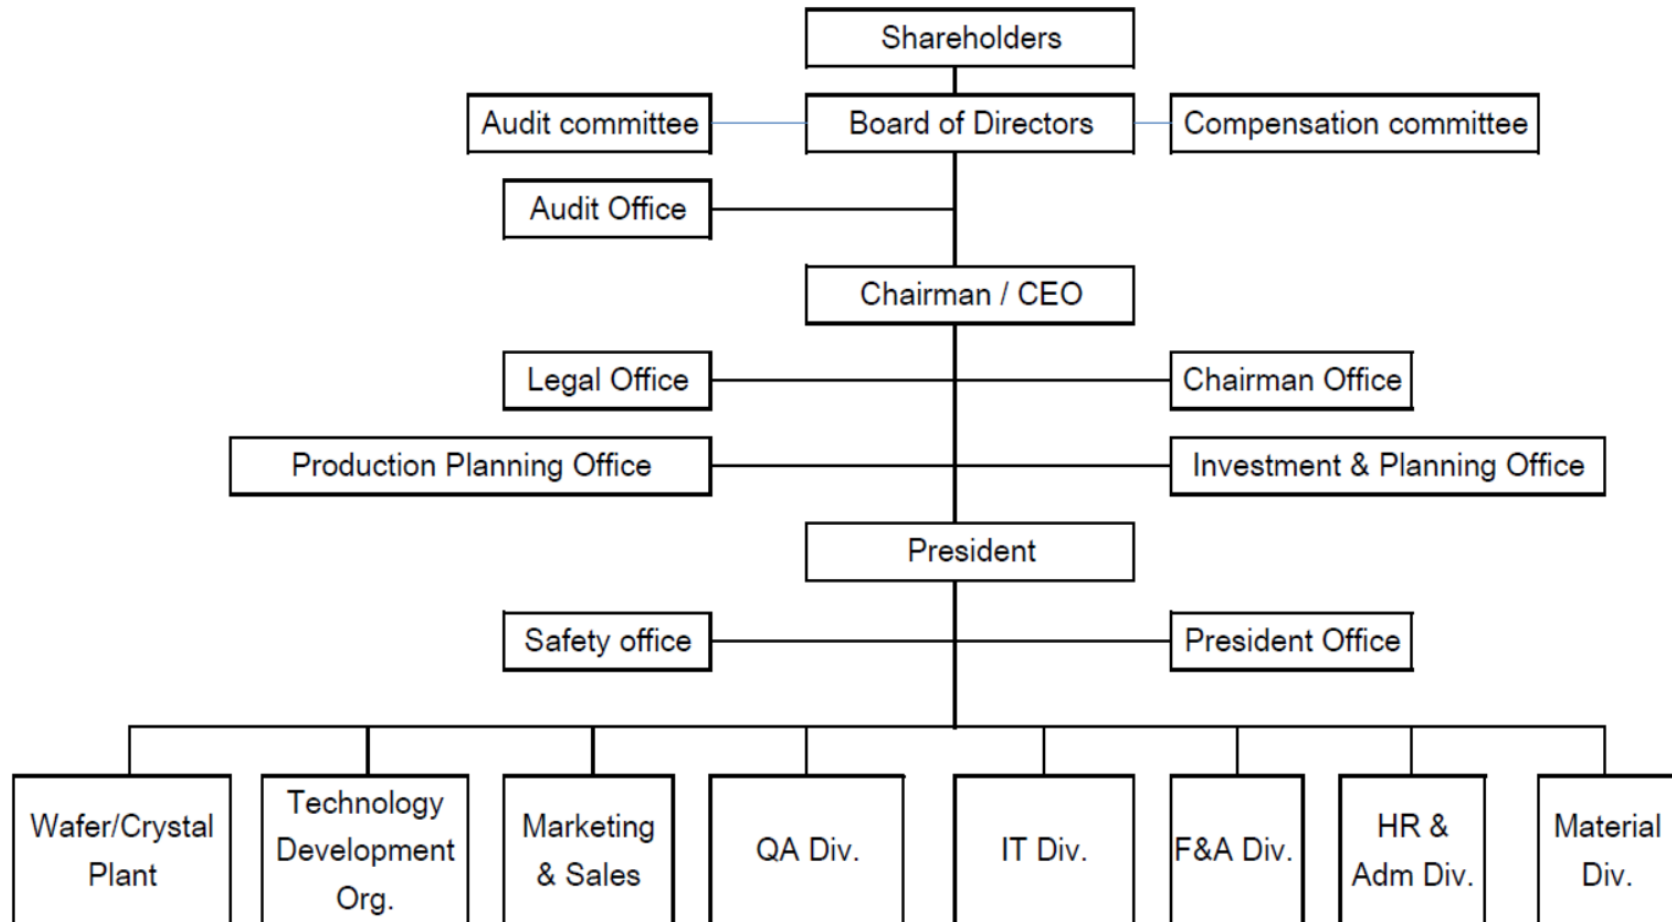 Shareholders
Audit committee
Board of Directors
Compensation committee
Audit Office
Chairman / CEO
Legal Office
Chairman Office
Production Planning Office
Investment & Planning Office
President
Safety office
President Office
Wafer/Crystal
Plant
Technology
Development
Org.
Marketing
& Sales
QA Div.
IT Div.
F&A Div.
HR &
Adm Div.
Material
Div.